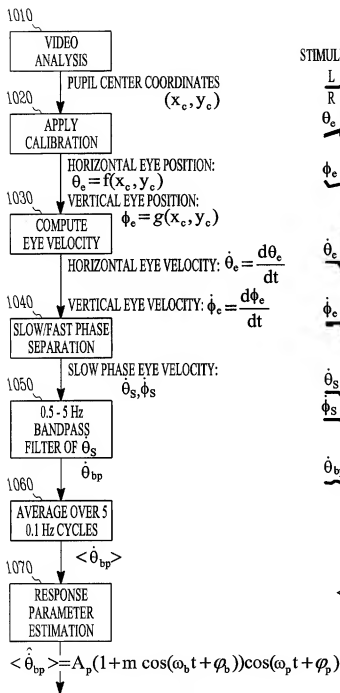 1010
VIDEO
ANALYSIS
PUPIL CENTER COORDINATES
(x_c, y_c)
1020
APPLY
CALIBRATION
HORIZONTAL EYE POSITION:
θ_e = f(x_c, y_c)
VERTICAL EYE POSITION:
ϕ_e = g(x_c, y_c)
1030
COMPUTE
EYE VELOCITY
HORIZONTAL EYE VELOCITY: θ̇_e = dθ_e/dt
VERTICAL EYE VELOCITY: ϕ̇_e = dϕ_e/dt
1040
SLOW/FAST PHASE
SEPARATION
SLOW PHASE EYE VELOCITY:
θ̇_S, ϕ̇_S
1050
0.5 - 5 Hz
BANDPASS
FILTER OF θ̇_S
θ̇_bp
1060
AVERAGE OVER 5
0.1 Hz CYCLES
<θ̇_bp>
1070
RESPONSE
PARAMETER
ESTIMATION
<θ̇̂_bp> = A_p(1+m cos(ω_b t + φ_b))cos(ω_p t + φ_p)
L
R
θ_e
ϕ_e
θ̇_e
ϕ̇_e
θ̇_S
ϕ̇_S